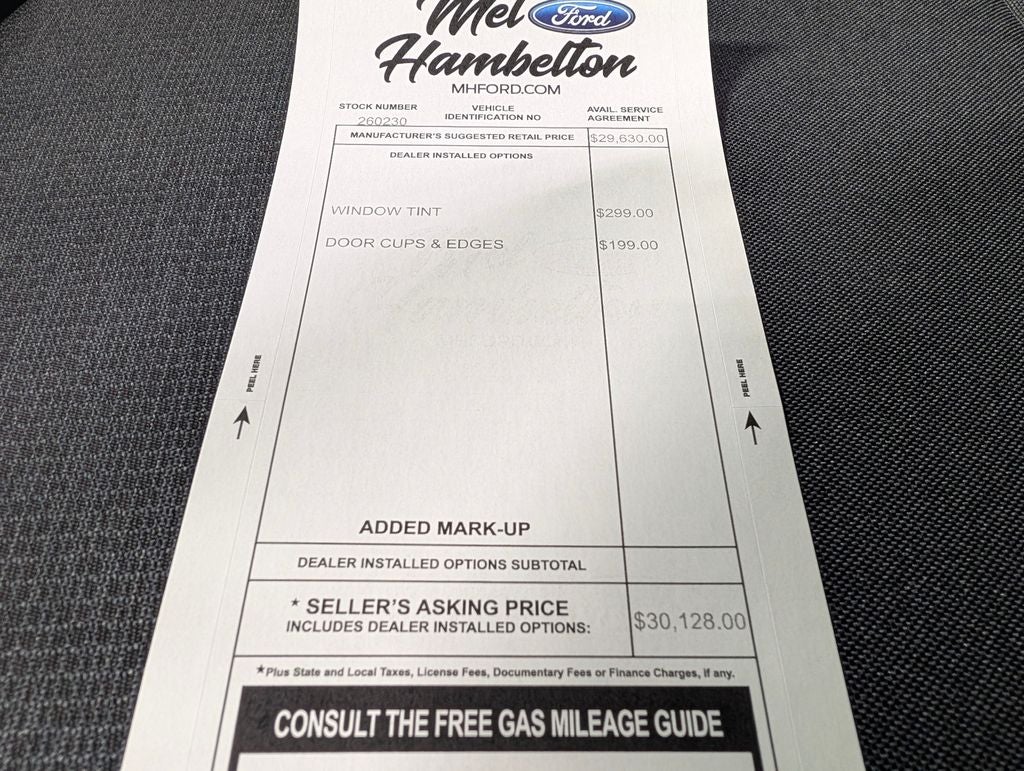 Mel Ford
Hambelton
MHFORD.COM
STOCK NUMBER VEHICLE IDENTIFICATION NO AVAIL. SERVICE AGREEMENT
260230
MANUFACTURER'S SUGGESTED RETAIL PRICE $29,630.00
DEALER INSTALLED OPTIONS
WINDOW TINT $299.00
DOOR CUPS & EDGES $199.00
PEEL HERE PEEL HERE
ADDED MARK-UP
DEALER INSTALLED OPTIONS SUBTOTAL
* SELLER'S ASKING PRICE
INCLUDES DEALER INSTALLED OPTIONS: $30,128.00
*Plus State and Local Taxes, License Fees, Documentary Fees or Finance Charges, if any.
CONSULT THE FREE GAS MILEAGE GUIDE